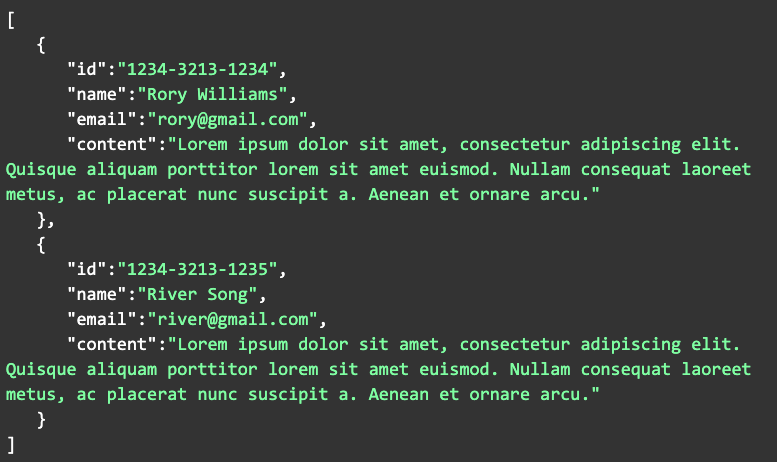 [
   {
      "id":"1234-3213-1234",
      "name":"Rory Williams",
      "email":"rory@gmail.com",
      "content":"Lorem ipsum dolor sit amet, consectetur adipiscing elit.
Quisque aliquam porttitor lorem sit amet euismod. Nullam consequat laoreet
metus, ac placerat nunc suscipit a. Aenean et ornare arcu."
   },
   {
      "id":"1234-3213-1235",
      "name":"River Song",
      "email":"river@gmail.com",
      "content":"Lorem ipsum dolor sit amet, consectetur adipiscing elit.
Quisque aliquam porttitor lorem sit amet euismod. Nullam consequat laoreet
metus, ac placerat nunc suscipit a. Aenean et ornare arcu."
   }
]